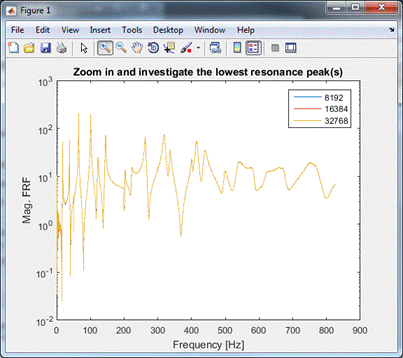 Figure 1
File Edit View Insert Tools Desktop Window Help
Zoom in and investigate the lowest resonance peak(s)
8192
16384
32768
10^3
10^2
10^1
10^0
10^-1
10^-2
Mag. FRF
0 100 200 300 400 500 600 700 800 900
Frequency [Hz]